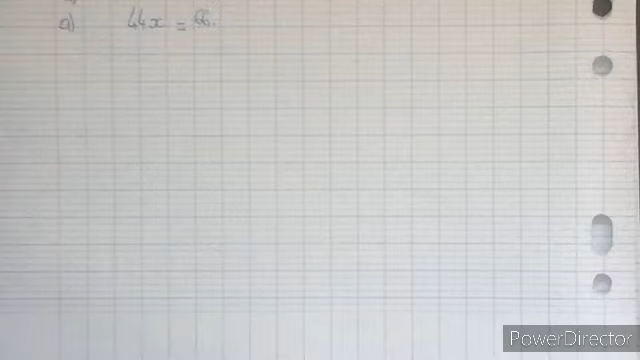 a) 44x = 66.
PowerDirector